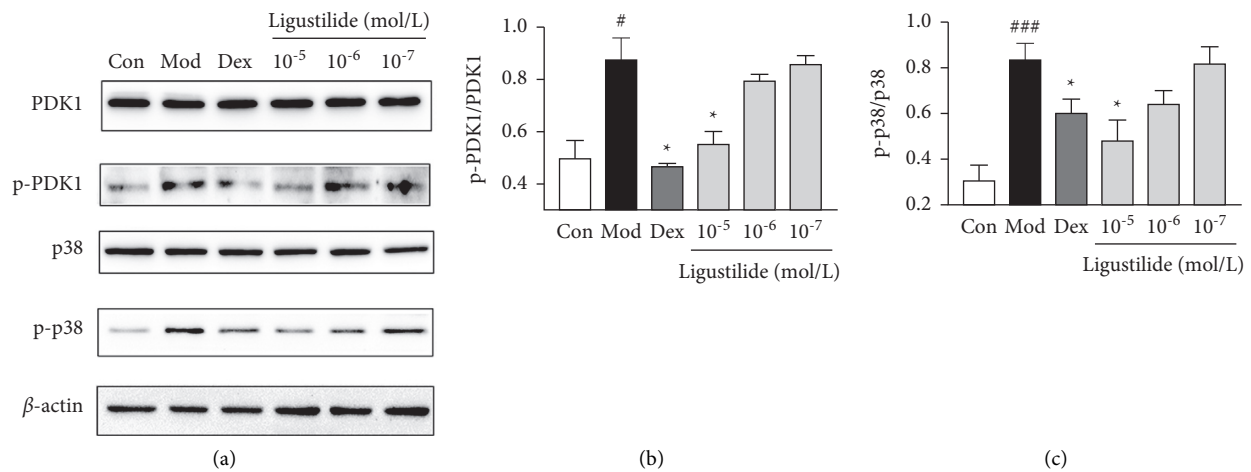 Ligustilide (mol/L)
Con Mod Dex 10⁻⁵ 10⁻⁶ 10⁻⁷
PDK1
p-PDK1
p38
p-p38
β-actin
(a)
p-PDK1/PDK1
1.0
0.8
0.6
0.4
#
*
*
Con Mod Dex 10⁻⁵ 10⁻⁶ 10⁻⁷
Ligustilide (mol/L)
(b)
p-p38/p38
1.0
0.8
0.6
0.4
0.2
###
*
*
Con Mod Dex 10⁻⁵ 10⁻⁶ 10⁻⁷
Ligustilide (mol/L)
(c)